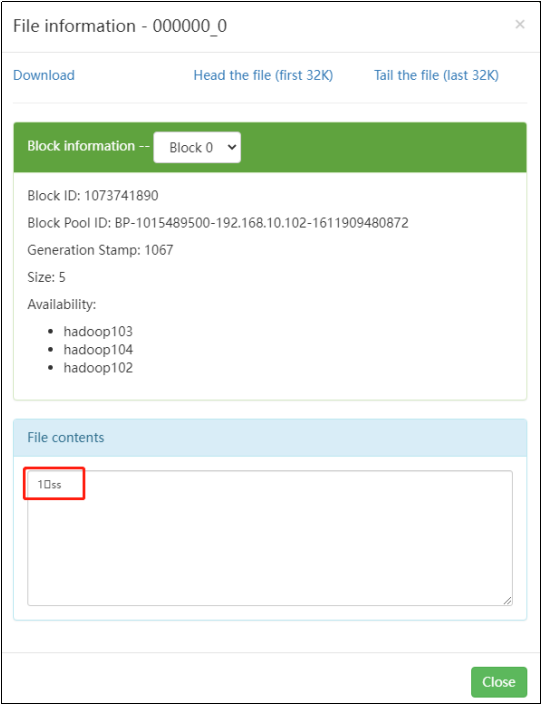 File information - 000000_0
×
Download Head the file (first 32K) Tail the file (last 32K)
Block information -- Block 0
Block ID: 1073741890
Block Pool ID: BP-1015489500-192.168.10.102-1611909480872
Generation Stamp: 1067
Size: 5
Availability:
• hadoop103
• hadoop104
• hadoop102
File contents
1▯ss
Close